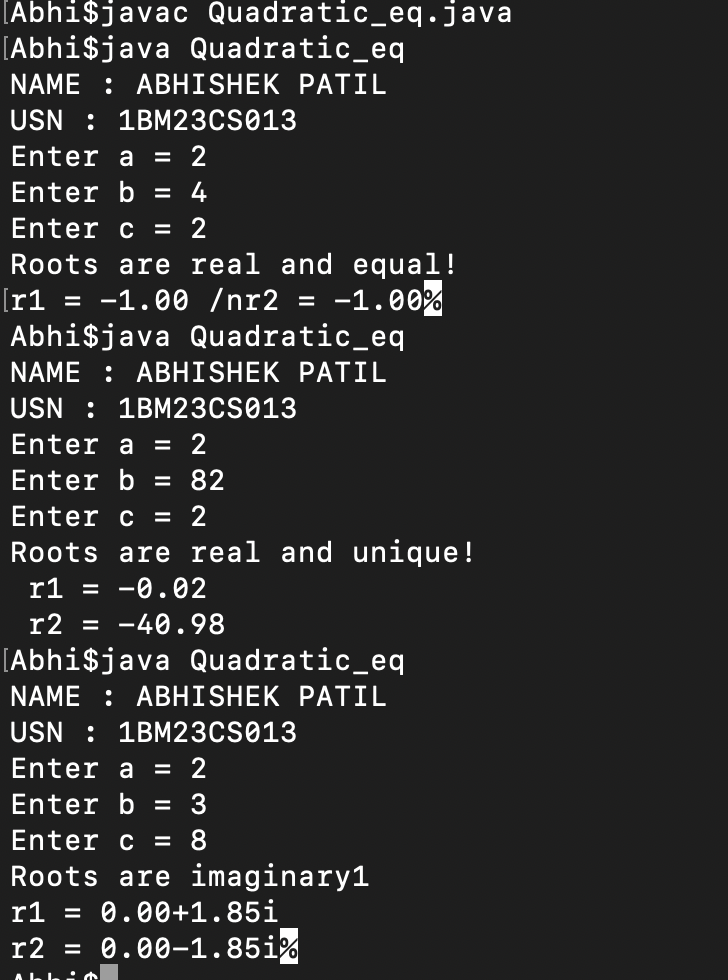 [Abhi$javac Quadratic_eq.java
[Abhi$java Quadratic_eq
NAME : ABHISHEK PATIL
USN : 1BM23CS013
Enter a = 2
Enter b = 4
Enter c = 2
Roots are real and equal!
[r1 = -1.00 /nr2 = -1.00%
Abhi$java Quadratic_eq
NAME : ABHISHEK PATIL
USN : 1BM23CS013
Enter a = 2
Enter b = 82
Enter c = 2
Roots are real and unique!
 r1 = -0.02
 r2 = -40.98
[Abhi$java Quadratic_eq
NAME : ABHISHEK PATIL
USN : 1BM23CS013
Enter a = 2
Enter b = 3
Enter c = 8
Roots are imaginary1
r1 = 0.00+1.85i
r2 = 0.00-1.85i%
Abhi$